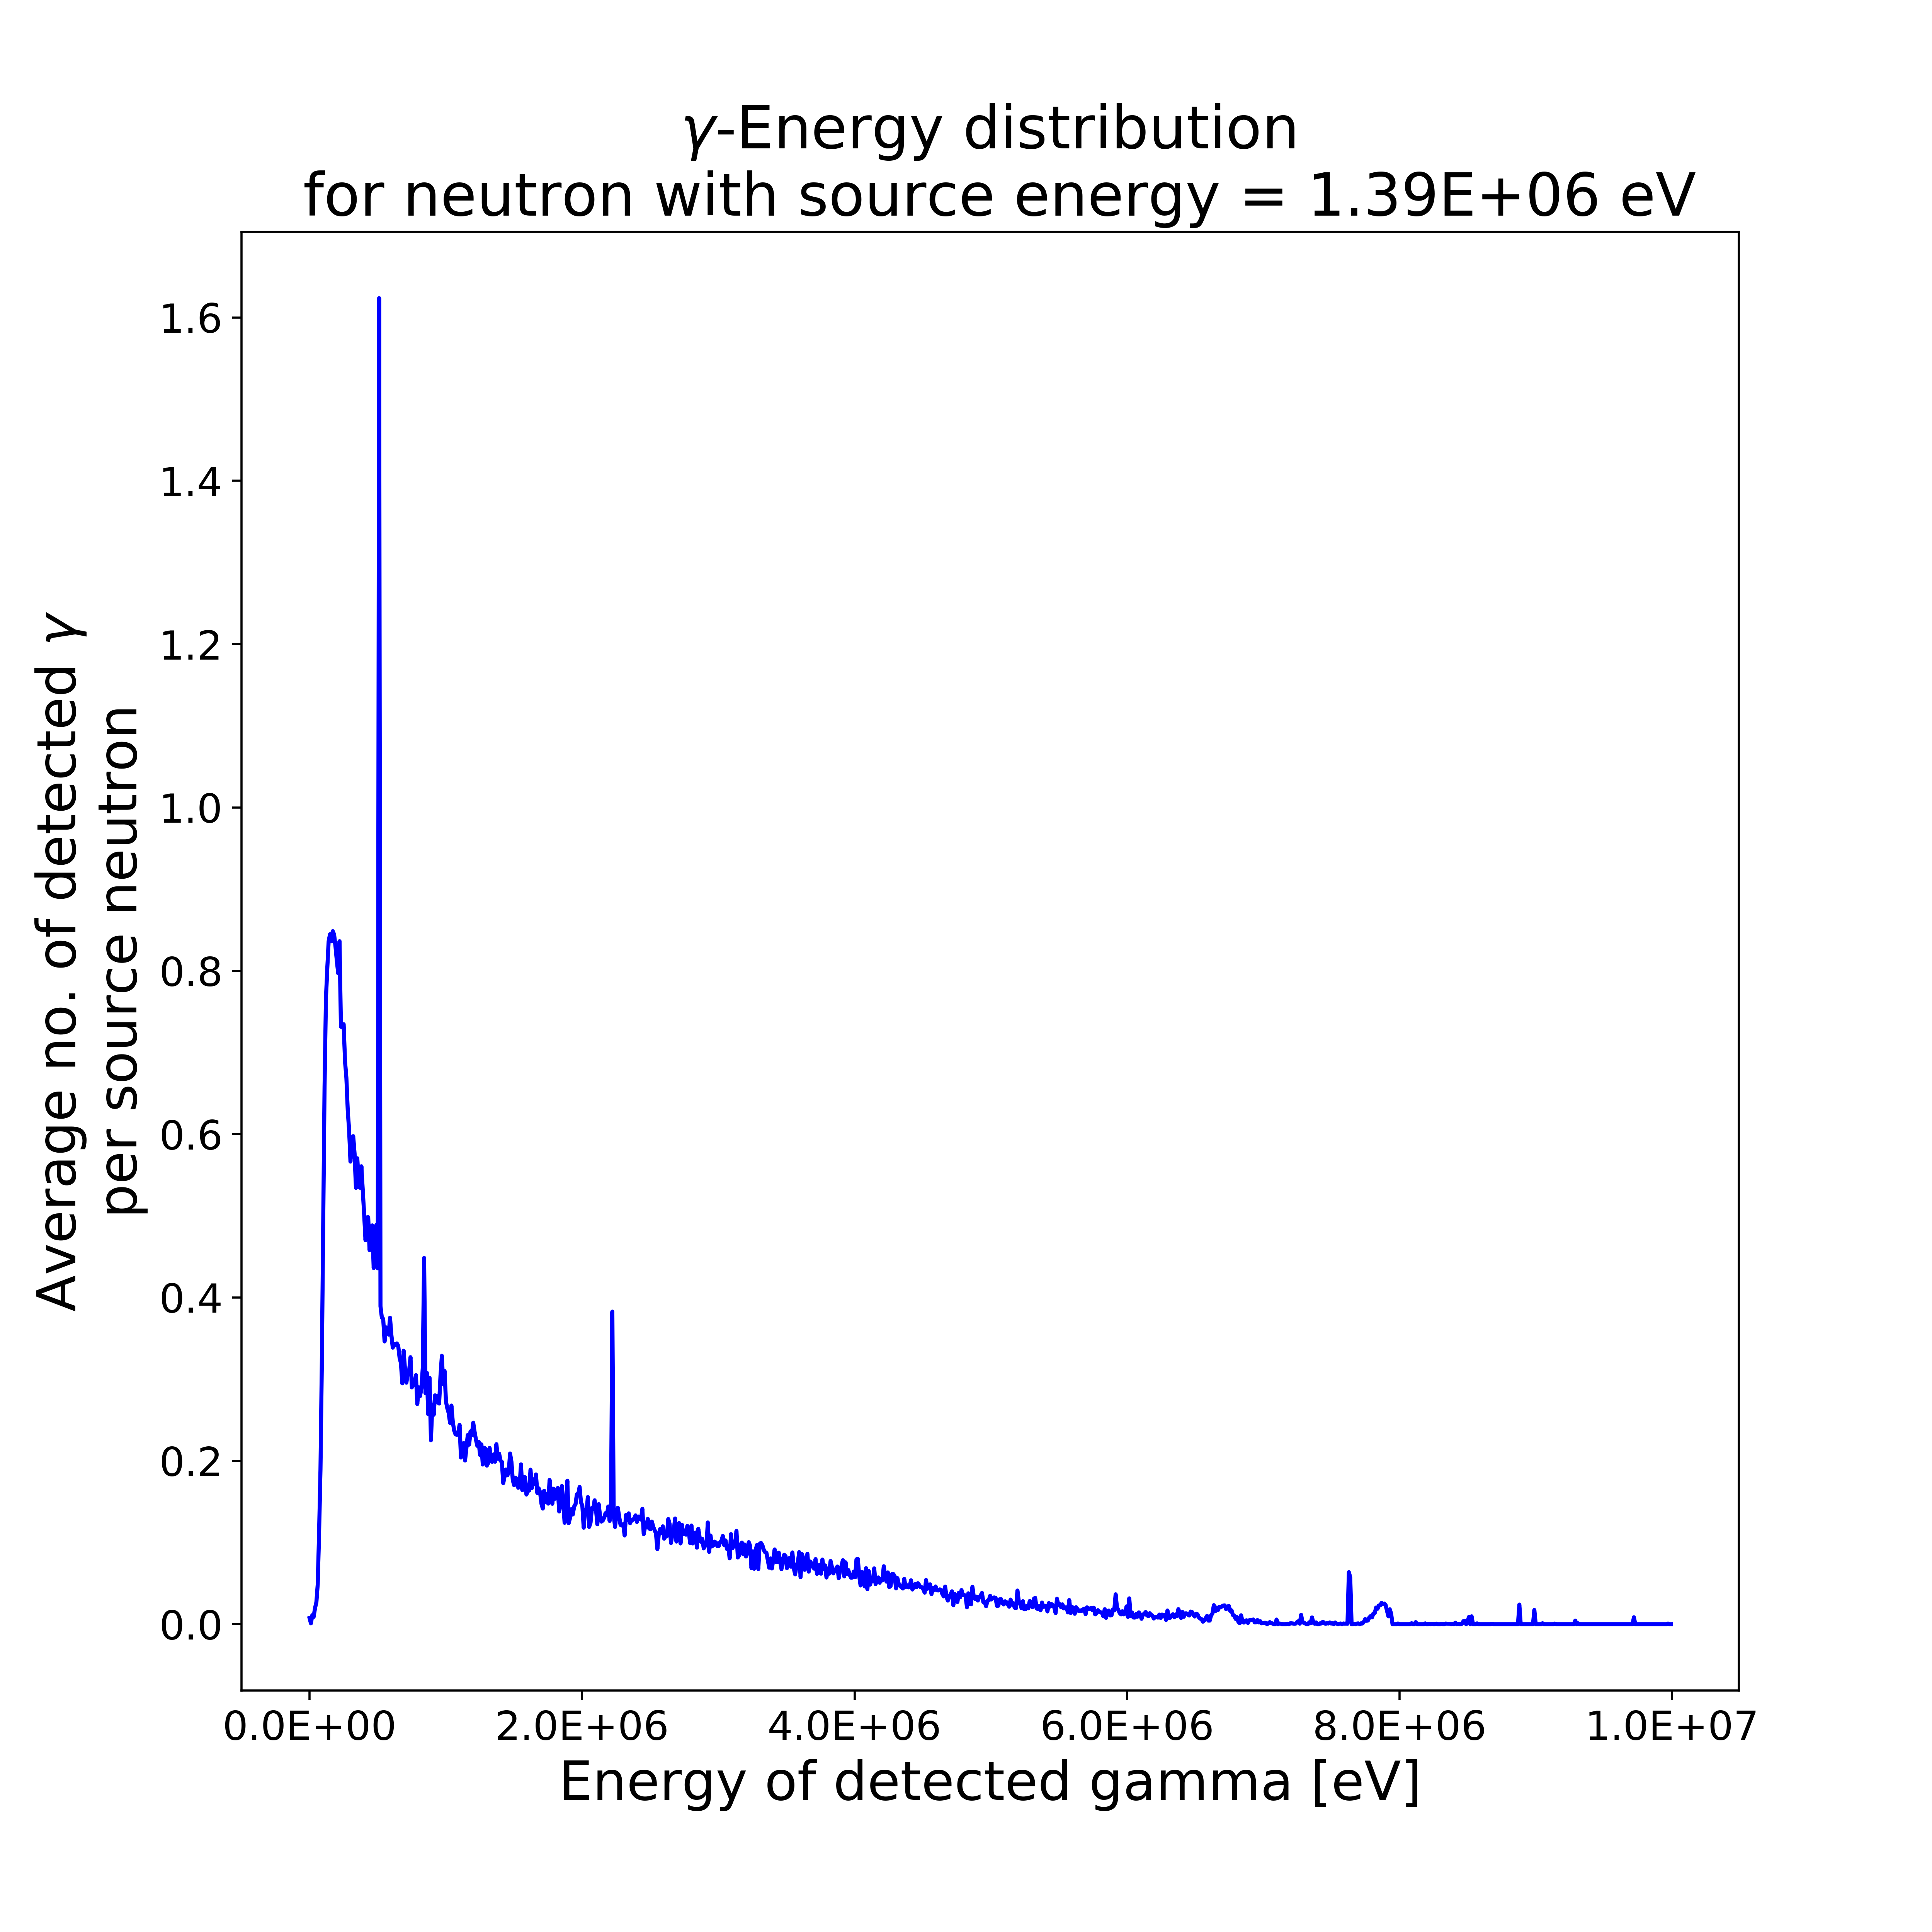 γ-Energy distribution
for neutron with source energy = 1.39E+06 eV
Average no. of detected γ
per source neutron
1.6
1.4
1.2
1.0
0.8
0.6
0.4
0.2
0.0
0.0E+00 2.0E+06 4.0E+06 6.0E+06 8.0E+06 1.0E+07
Energy of detected gamma [eV]